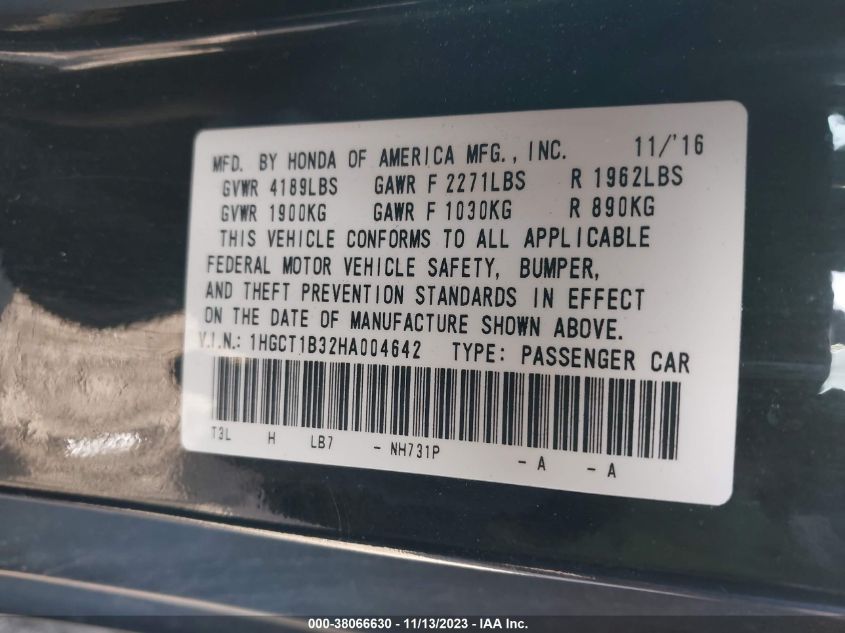 MFD. BY HONDA OF AMERICA MFG., INC. 11/'16
GVWR 4189LBS GAWR F 2271LBS R 1962LBS
GVWR 1900KG GAWR F 1030KG R 890KG
THIS VEHICLE CONFORMS TO ALL APPLICABLE
FEDERAL MOTOR VEHICLE SAFETY, BUMPER,
AND THEFT PREVENTION STANDARDS IN EFFECT
ON THE DATE OF MANUFACTURE SHOWN ABOVE.
V.I.N.: 1HGCT1B32HA004642 TYPE: PASSENGER CAR
T3L H LB7 - NH731P - A - A
000-38066630 - 11/13/2023 - IAA Inc.